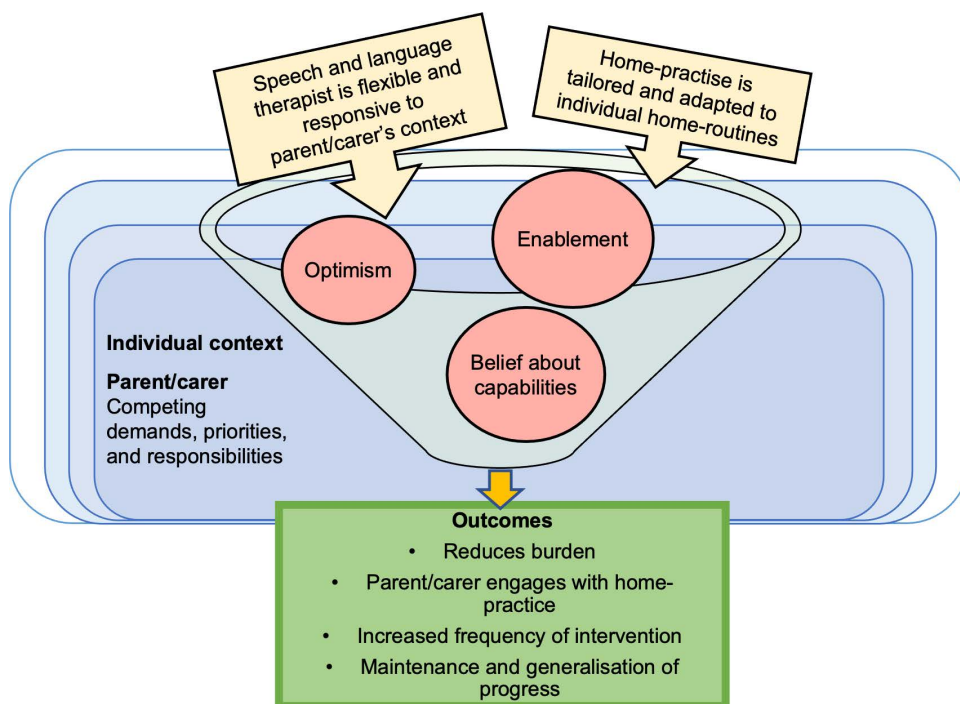 Speech and language
therapist is flexible and
responsive to
parent/carer's context
Home-practise is
tailored and adapted to
individual home-routines
Optimism
Enablement
Belief about
capabilities
Individual context
Parent/carer
Competing
demands, priorities,
and responsibilities
Outcomes
• Reduces burden
• Parent/carer engages with home-
practice
• Increased frequency of intervention
• Maintenance and generalisation of
progress